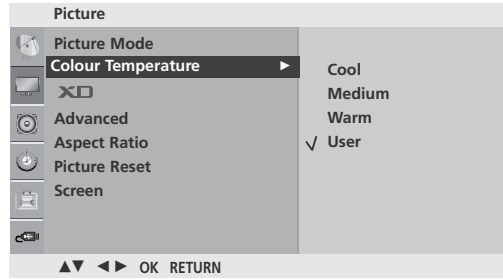 Picture
Picture Mode
Colour Temperature ►
XD
Advanced
Aspect Ratio
Picture Reset
Screen
Cool
Medium
Warm
√ User
▲▼ ◄► OK RETURN